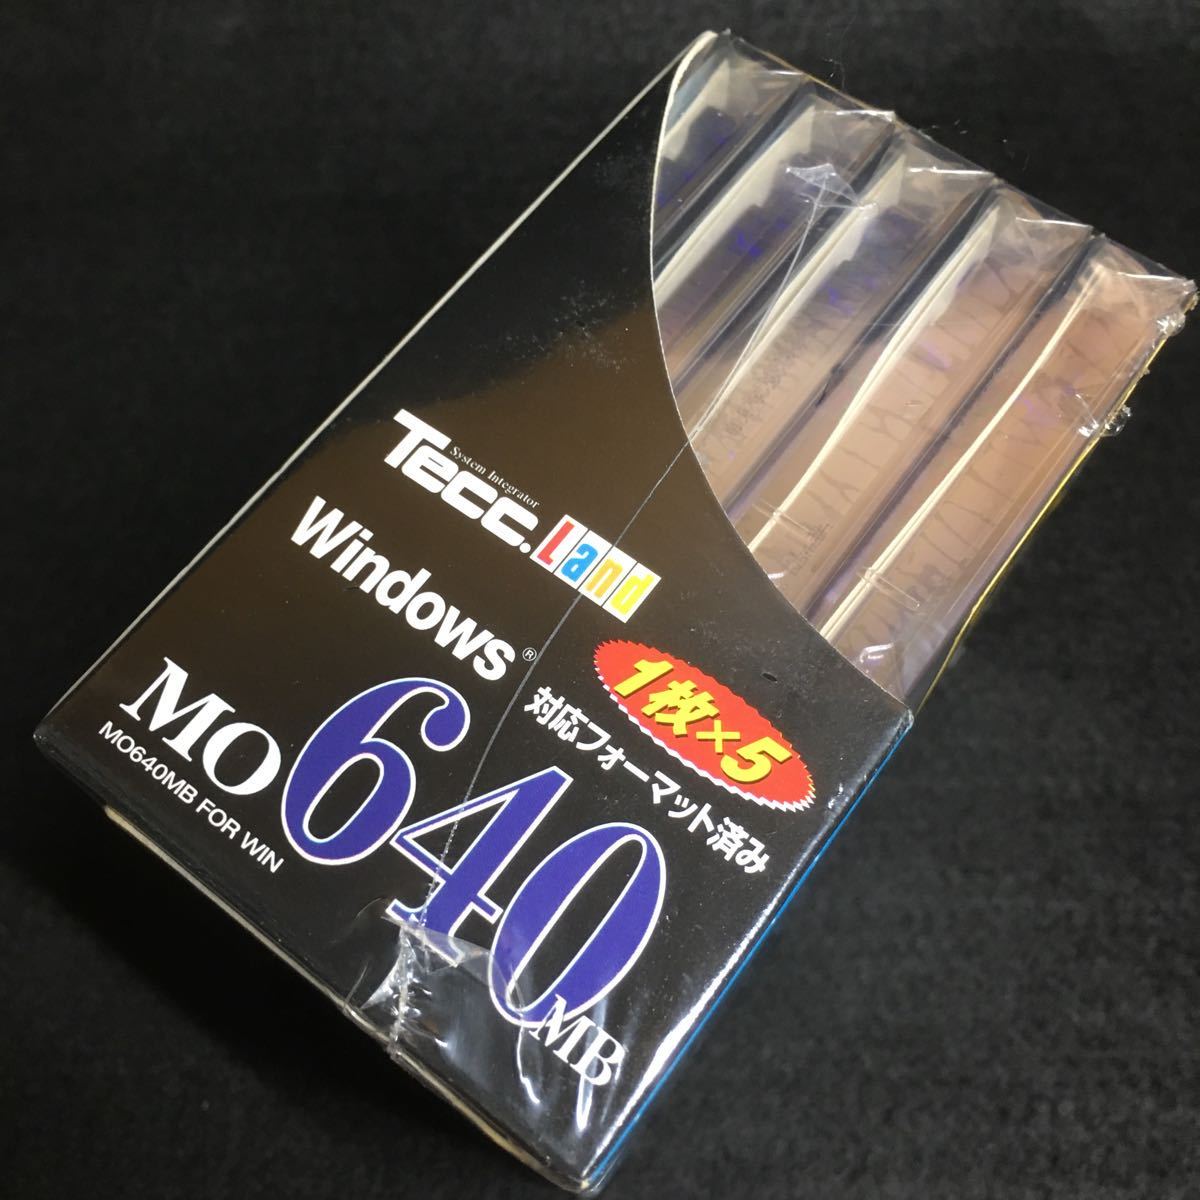 Tecc.Land
System Integrator
Windows®
1枚×5
対応フォーマット済み
MO640MB
MO640MB FOR WIN